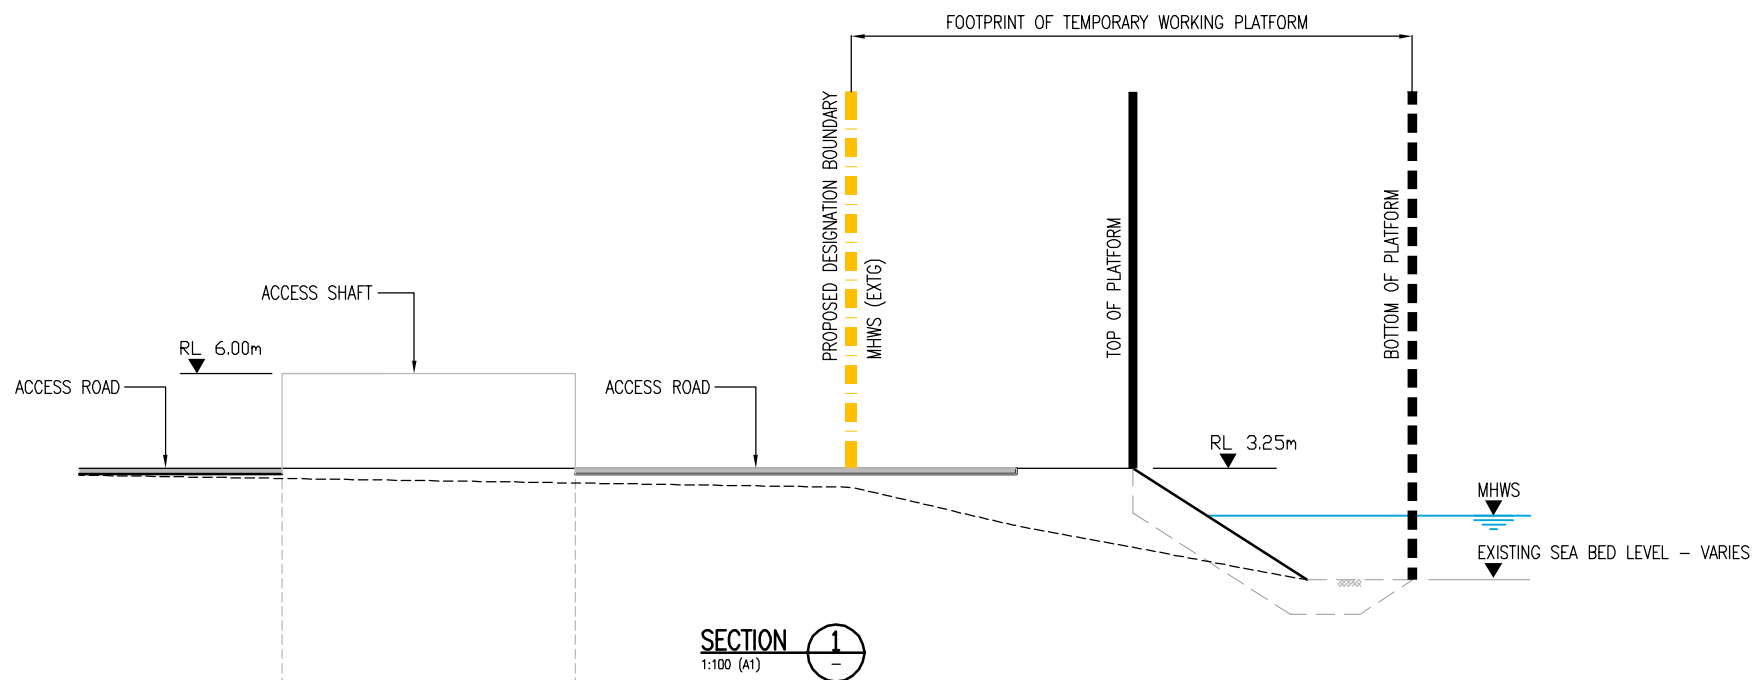 FOOTPRINT OF TEMPORARY WORKING PLATFORM
PROPOSED DESIGNATION BOUNDARY
MHWS (EXTG)
TOP OF PLATFORM
BOTTOM OF PLATFORM
ACCESS SHAFT
RL 6.00m
ACCESS ROAD
ACCESS ROAD
RL 3.25m
MHWS
EXISTING SEA BED LEVEL - VARIES
SECTION 1
1:100 (A1) -